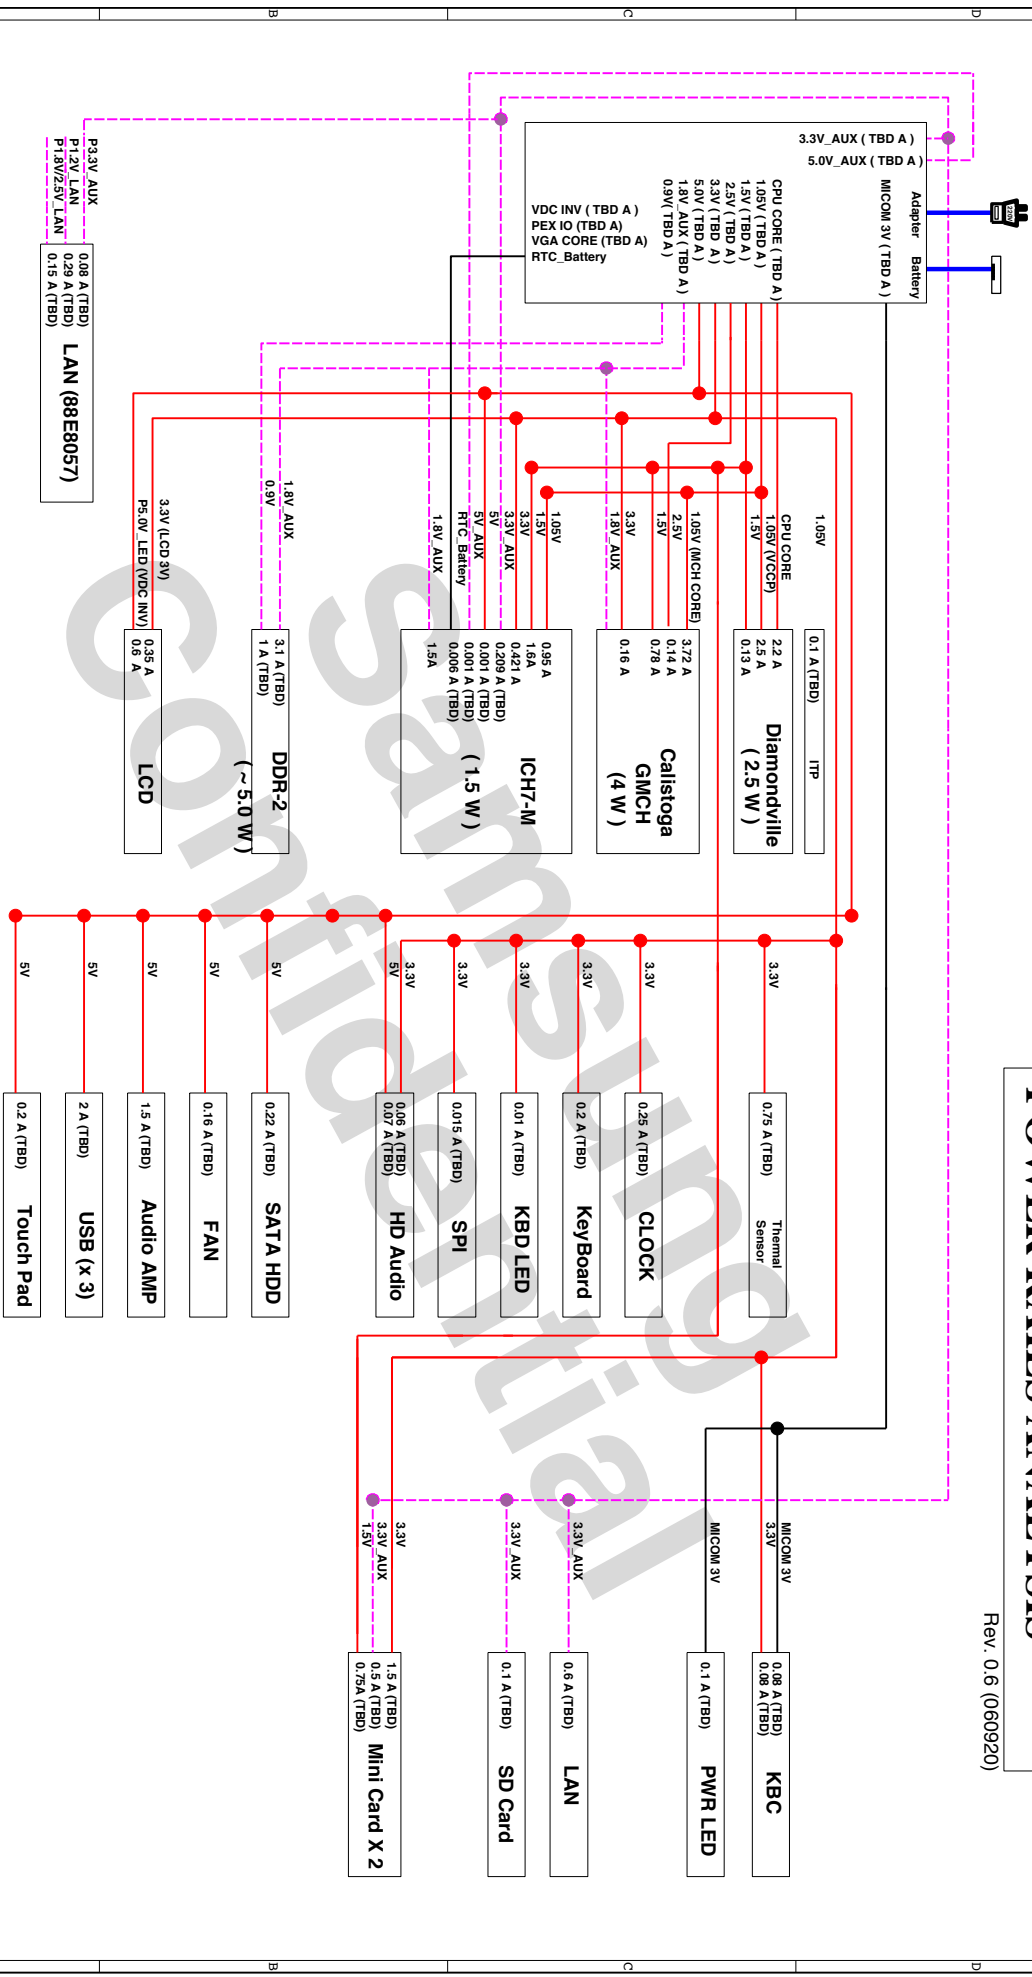 POWER RAILS ANALYSIS
Rev. 0.6 (060920)
D
C
B
D
C
B
220V
Adapter
Battery
3.3V_AUX ( TBD A )
5.0V_AUX ( TBD A )
MICOM 3V ( TBD A )
CPU CORE ( TBD A )
1.05V ( TBD A )
1.5V ( TBD A )
2.5V ( TBD A )
3.3V ( TBD A )
5.0V ( TBD A )
1.8V_AUX ( TBD A )
0.9V( TBD A )
VDC INV ( TBD A )
PEX IO (TBD A)
VGA CORE (TBD A)
RTC_Battery
1.05V
0.1 A (TBD)
ITP
CPU CORE
1.05V (VCCP)
1.5V
2.2 A
2.5 A
0.13 A
Diamondville
( 2.5 W )
1.05V (MCH CORE)
2.5V
1.5V
3.3V
1.8V_AUX
3.72 A
0.14 A
0.78 A
0.16 A
Calistoga
GMCH
(4 W )
1.05V
1.5V
3.3V
3.3V_AUX
5V
5V_AUX
RTC_Battery
1.8V_AUX
0.95 A
1.6A
0.421 A
0.209 A (TBD)
0.001 A (TBD)
0.001 A (TBD)
0.006 A (TBD)
1.5A
ICH7-M
( 1.5 W )
1.8V_AUX
0.9V
3.1 A (TBD)
1 A (TBD)
DDR-2
( ~ 5.0 W )
3.3V (LCD 3V)
P5.0V_LED (VDC INV)
0.35 A
0.6 A
LCD
P3.3V_AUX
P1.2V_LAN
P1.8V/2.5V_LAN
0.08 A (TBD)
0.29 A (TBD)
0.15 A (TBD)
LAN (88E8057)
3.3V
0.75 A (TBD)
Thermal
Sensor
3.3V
0.25 A (TBD)
CLOCK
3.3V
0.2 A (TBD)
KeyBoard
3.3V
0.01 A (TBD)
KBD LED
3.3V
0.015 A (TBD)
SPI
3.3V
5V
0.06 A (TBD)
0.07 A (TBD)
HD Audio
5V
0.22 A (TBD)
SATA HDD
5V
0.16 A (TBD)
FAN
5V
1.5 A (TBD)
Audio AMP
5V
2 A (TBD)
USB (x 3)
5V
0.2 A (TBD)
Touch Pad
MICOM 3V
3.3V
0.08 A (TBD)
0.08 A (TBD)
KBC
MICOM 3V
0.1 A (TBD)
PWR LED
3.3V_AUX
0.6 A (TBD)
LAN
3.3V_AUX
0.1 A (TBD)
SD Card
3.3V
3.3V_AUX
1.5V
1.5 A (TBD)
0.5 A (TBD)
0.75A (TBD)
Mini Card X 2
Samsung
Confidential